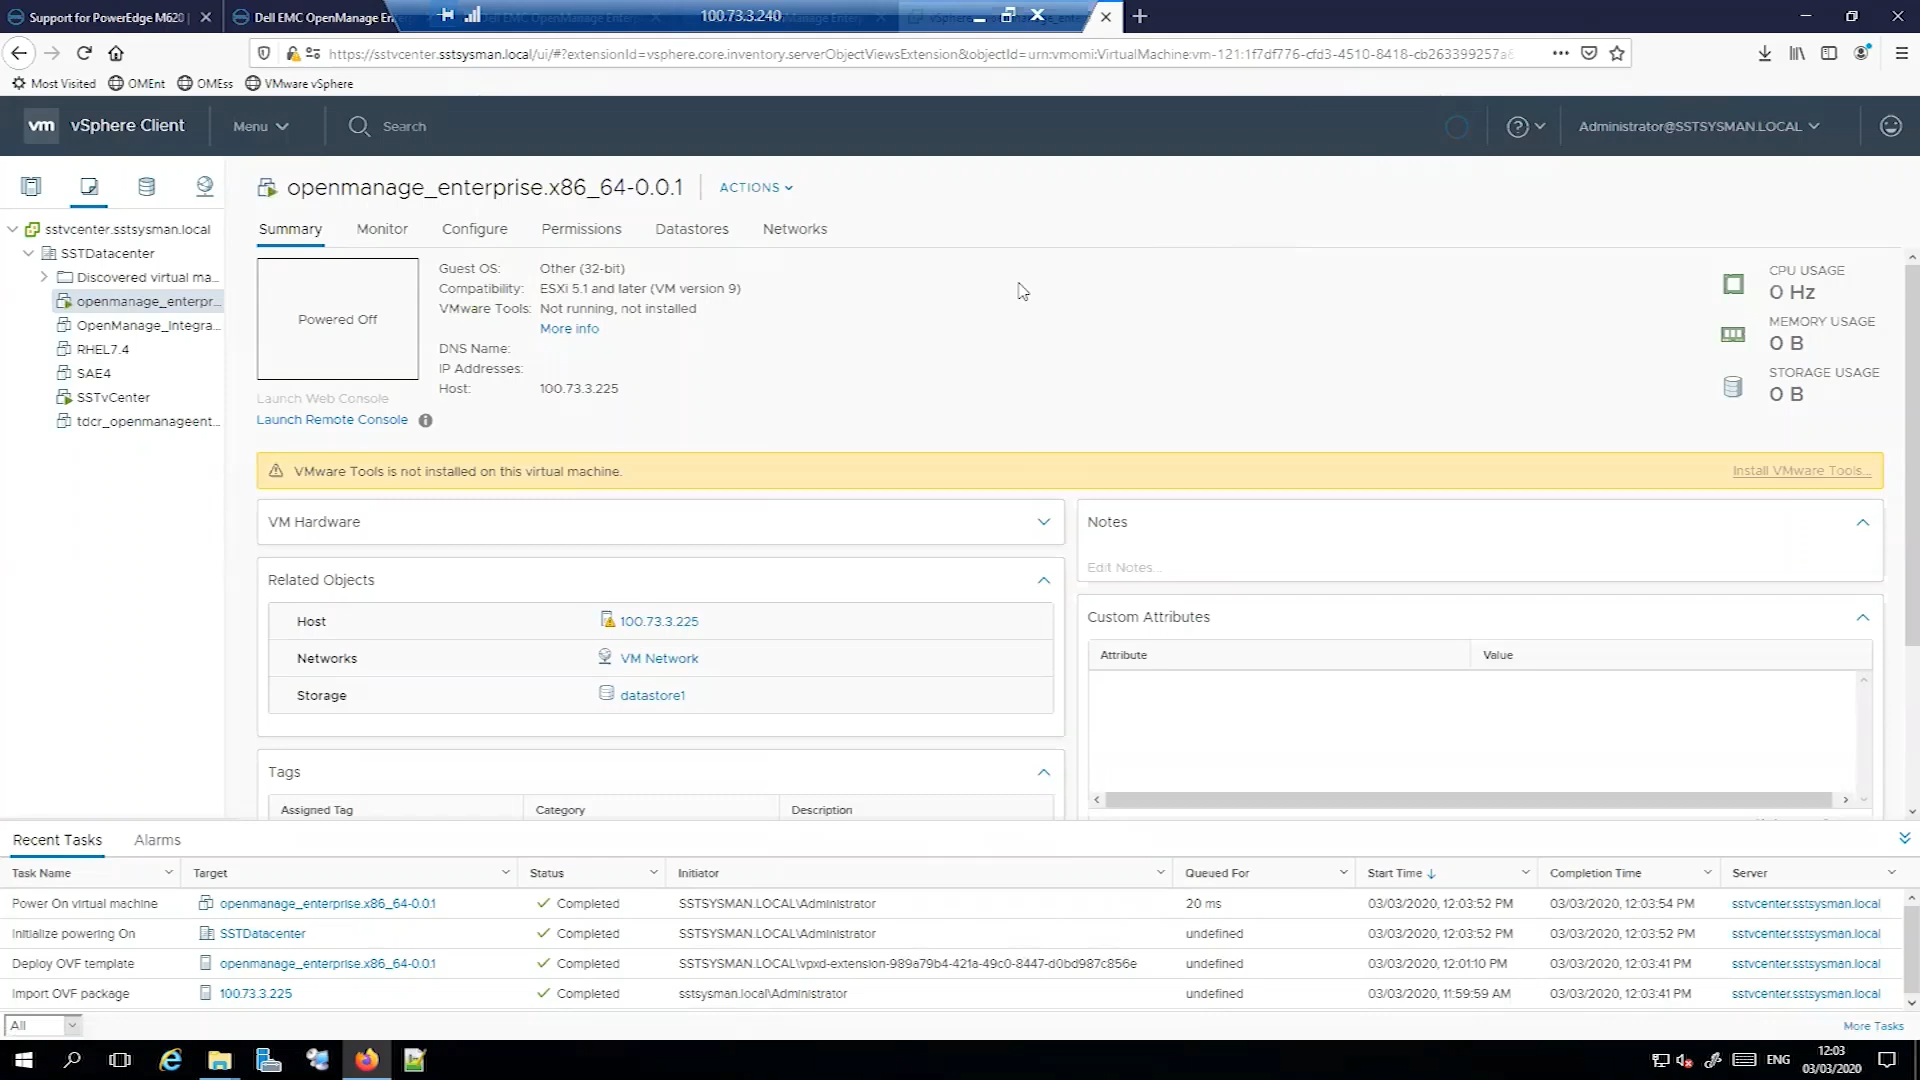 Support for PowerEdge M620
Dell EMC OpenManage En
100.73.3.240
https://sstvcenter.sstsysman.local/ui/#?extensionId=vsphere.core.inventory.serverObjectViewsExtension&objectId=urn:vmomi:VirtualMachine:vm-121:1f7df776-cfd3-4510-8418-cb263399257a
Most Visited OMEnt OMEss VMware vSphere
vm vSphere Client Menu Search Administrator@SSTSYSMAN.LOCAL
openmanage_enterprise.x86_64-0.0.1 ACTIONS
Summary Monitor Configure Permissions Datastores Networks
sstvcenter.sstsysman.local
SSTDatacenter
Discovered virtual ma...
openmanage_enterpr...
OpenManage_Integra...
RHEL7.4
SAE4
SSTvCenter
tdcr_openmanageent...
Powered Off
Launch Web Console
Launch Remote Console
Guest OS: Other (32-bit)
Compatibility: ESXi 5.1 and later (VM version 9)
VMware Tools: Not running, not installed
More info
DNS Name:
IP Addresses:
Host: 100.73.3.225
CPU USAGE
0 Hz
MEMORY USAGE
0 B
STORAGE USAGE
0 B
VMware Tools is not installed on this virtual machine. Install VMware Tools...
VM Hardware
Related Objects
Host 100.73.3.225
Networks VM Network
Storage datastore1
Tags
Assigned Tag Category Description
Notes
Edit Notes...
Custom Attributes
Attribute Value
Recent Tasks Alarms
Task Name Target Status Initiator Queued For Start Time Completion Time Server
Power On virtual machine openmanage_enterprise.x86_64-0.0.1 Completed SSTSYSMAN.LOCAL\Administrator 20 ms 03/03/2020, 12:03:52 PM 03/03/2020, 12:03:54 PM sstvcenter.sstsysman.local
Initialize powering On SSTDatacenter Completed SSTSYSMAN.LOCAL\Administrator undefined 03/03/2020, 12:03:52 PM 03/03/2020, 12:03:52 PM sstvcenter.sstsysman.local
Deploy OVF template openmanage_enterprise.x86_64-0.0.1 Completed SSTSYSMAN.LOCAL\vpxd-extension-989a79b4-421a-49c0-8447-d0bd987c856e undefined 03/03/2020, 12:01:10 PM 03/03/2020, 12:03:41 PM sstvcenter.sstsysman.local
Import OVF package 100.73.3.225 Completed sstsysman.local\Administrator undefined 03/03/2020, 11:59:59 AM 03/03/2020, 12:03:41 PM sstvcenter.sstsysman.local
All More Tasks
ENG 12:03
03/03/2020